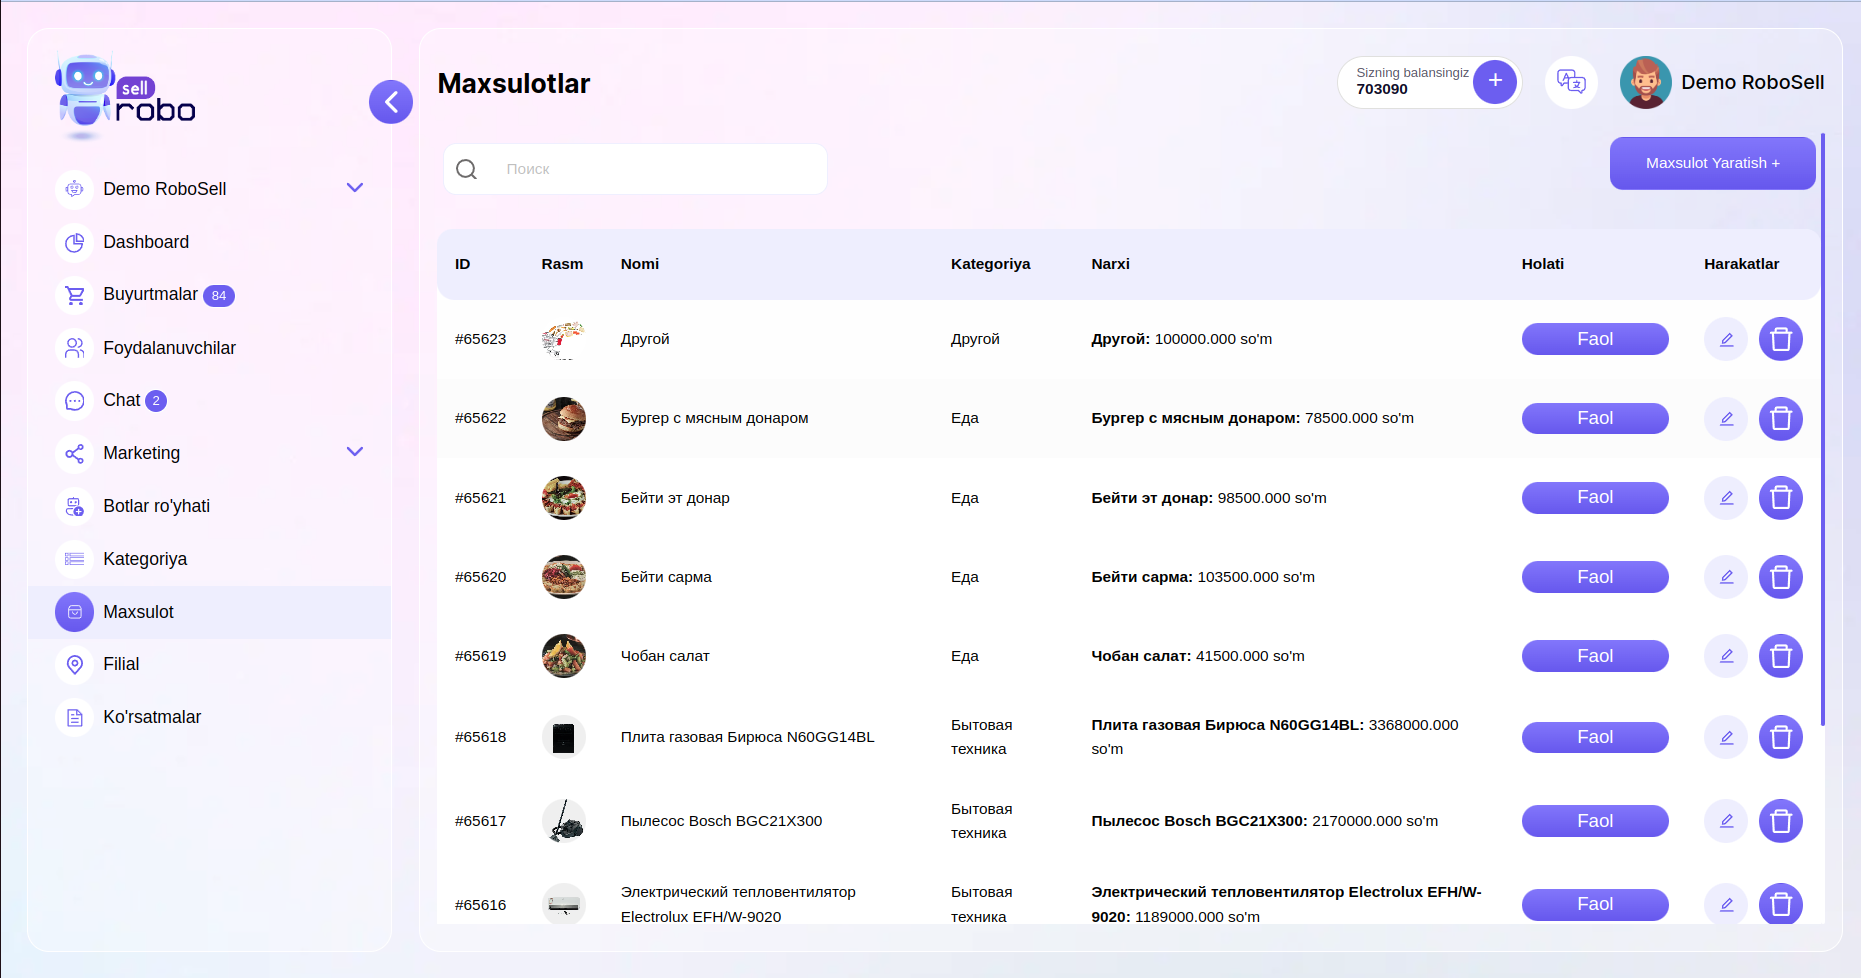 sell
robo
Demo RoboSell
Dashboard
Buyurtmalar 84
Foydalanuvchilar
Chat 2
Marketing
Botlar ro'yhati
Kategoriya
Maxsulot
Filial
Ko'rsatmalar
Maxsulotlar
Sizning balansingiz
703090
+
Demo RoboSell
Поиск
Maxsulot Yaratish +
ID Rasm Nomi Kategoriya Narxi Holati Harakatlar
#65623 Другой Другой Другой: 100000.000 so'm Faol
#65622 Бургер с мясным донаром Еда Бургер с мясным донаром: 78500.000 so'm Faol
#65621 Бейти эт донар Еда Бейти эт донар: 98500.000 so'm Faol
#65620 Бейти сарма Еда Бейти сарма: 103500.000 so'm Faol
#65619 Чобан салат Еда Чобан салат: 41500.000 so'm Faol
#65618 Плита газовая Бирюса N60GG14BL Бытовая техника Плита газовая Бирюса N60GG14BL: 3368000.000 so'm Faol
#65617 Пылесос Bosch BGC21X300 Бытовая техника Пылесос Bosch BGC21X300: 2170000.000 so'm Faol
#65616 Электрический тепловентилятор Electrolux EFH/W-9020 Бытовая техника Электрический тепловентилятор Electrolux EFH/W-9020: 1189000.000 so'm Faol